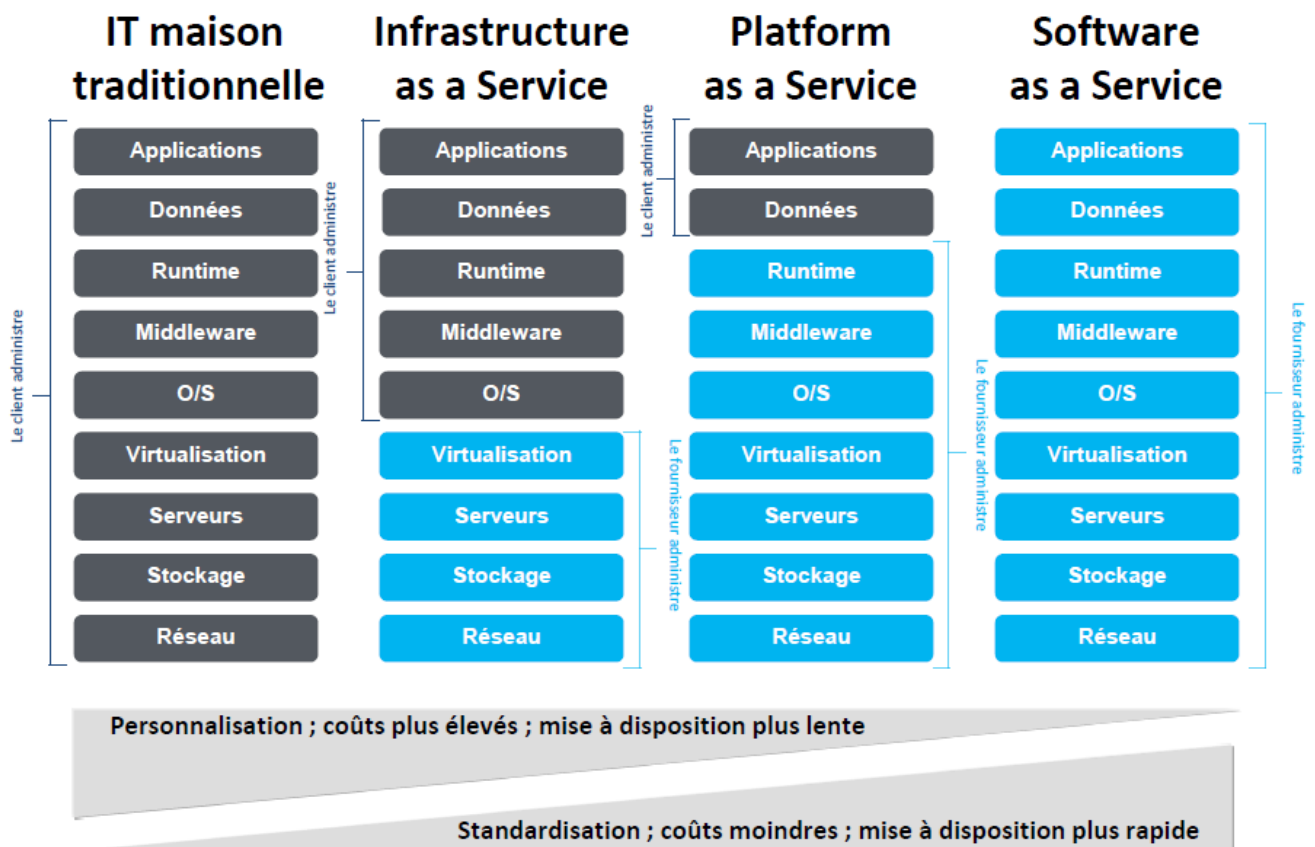 IT maison
traditionnelle
Infrastructure
as a Service
Platform
as a Service
Software
as a Service
Le client administre
Applications
Données
Runtime
Middleware
O/S
Virtualisation
Serveurs
Stockage
Réseau
Le client administre
Applications
Données
Runtime
Middleware
O/S
Virtualisation
Serveurs
Stockage
Réseau
Le fournisseur administre
Le client administre
Applications
Données
Runtime
Middleware
O/S
Virtualisation
Serveurs
Stockage
Réseau
Le fournisseur administre
Applications
Données
Runtime
Middleware
O/S
Virtualisation
Serveurs
Stockage
Réseau
Le fournisseur administre
Personnalisation ; coûts plus élevés ; mise à disposition plus lente
Standardisation ; coûts moindres ; mise à disposition plus rapide